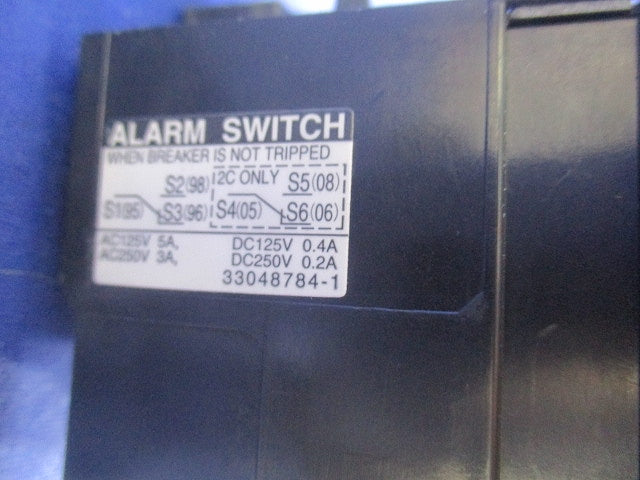 ALARM SWITCH
WHEN BREAKER IS NOT TRIPPED
S2(98) 2C ONLY S5(08)
S1(95) S3(96) S4(05) S6(06)
AC125V 5A, DC125V 0.4A
AC250V 3A, DC250V 0.2A
33048784-1